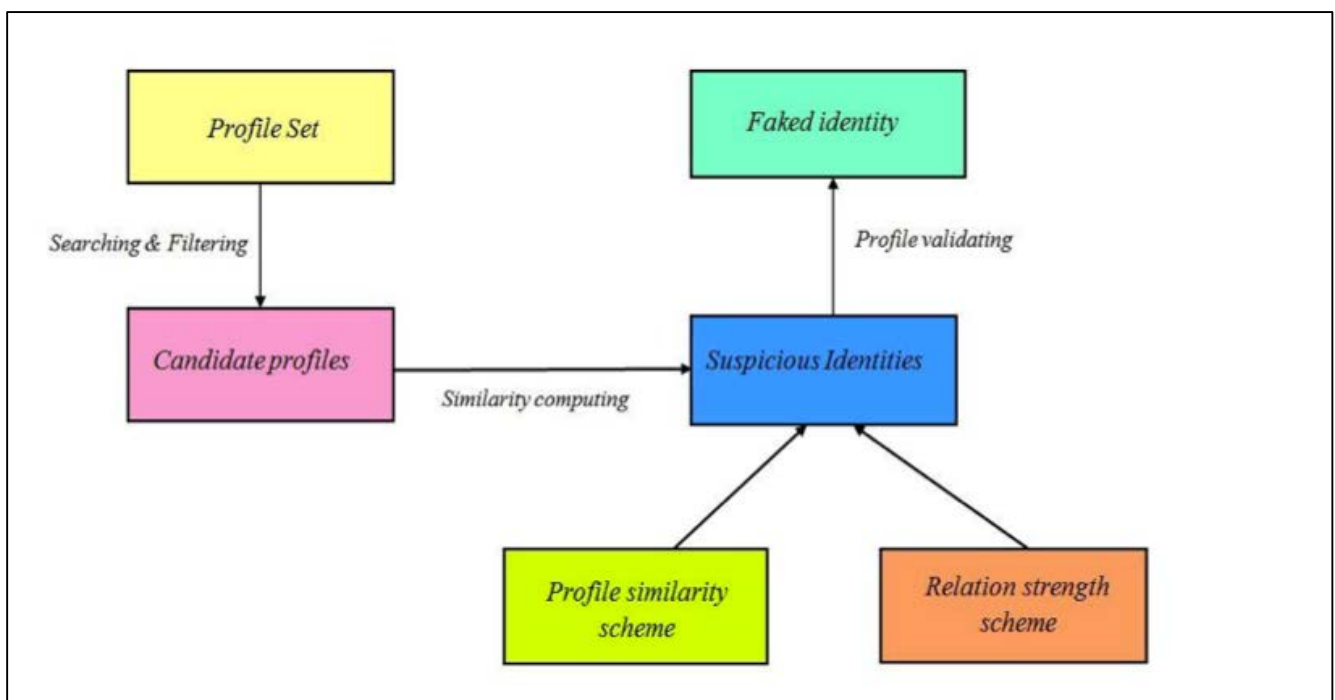 Profile Set
Faked identity
Searching & Filtering
Profile validating
Candidate profiles
Suspicious Identities
Similarity computing
Profile similarity
scheme
Relation strength
scheme